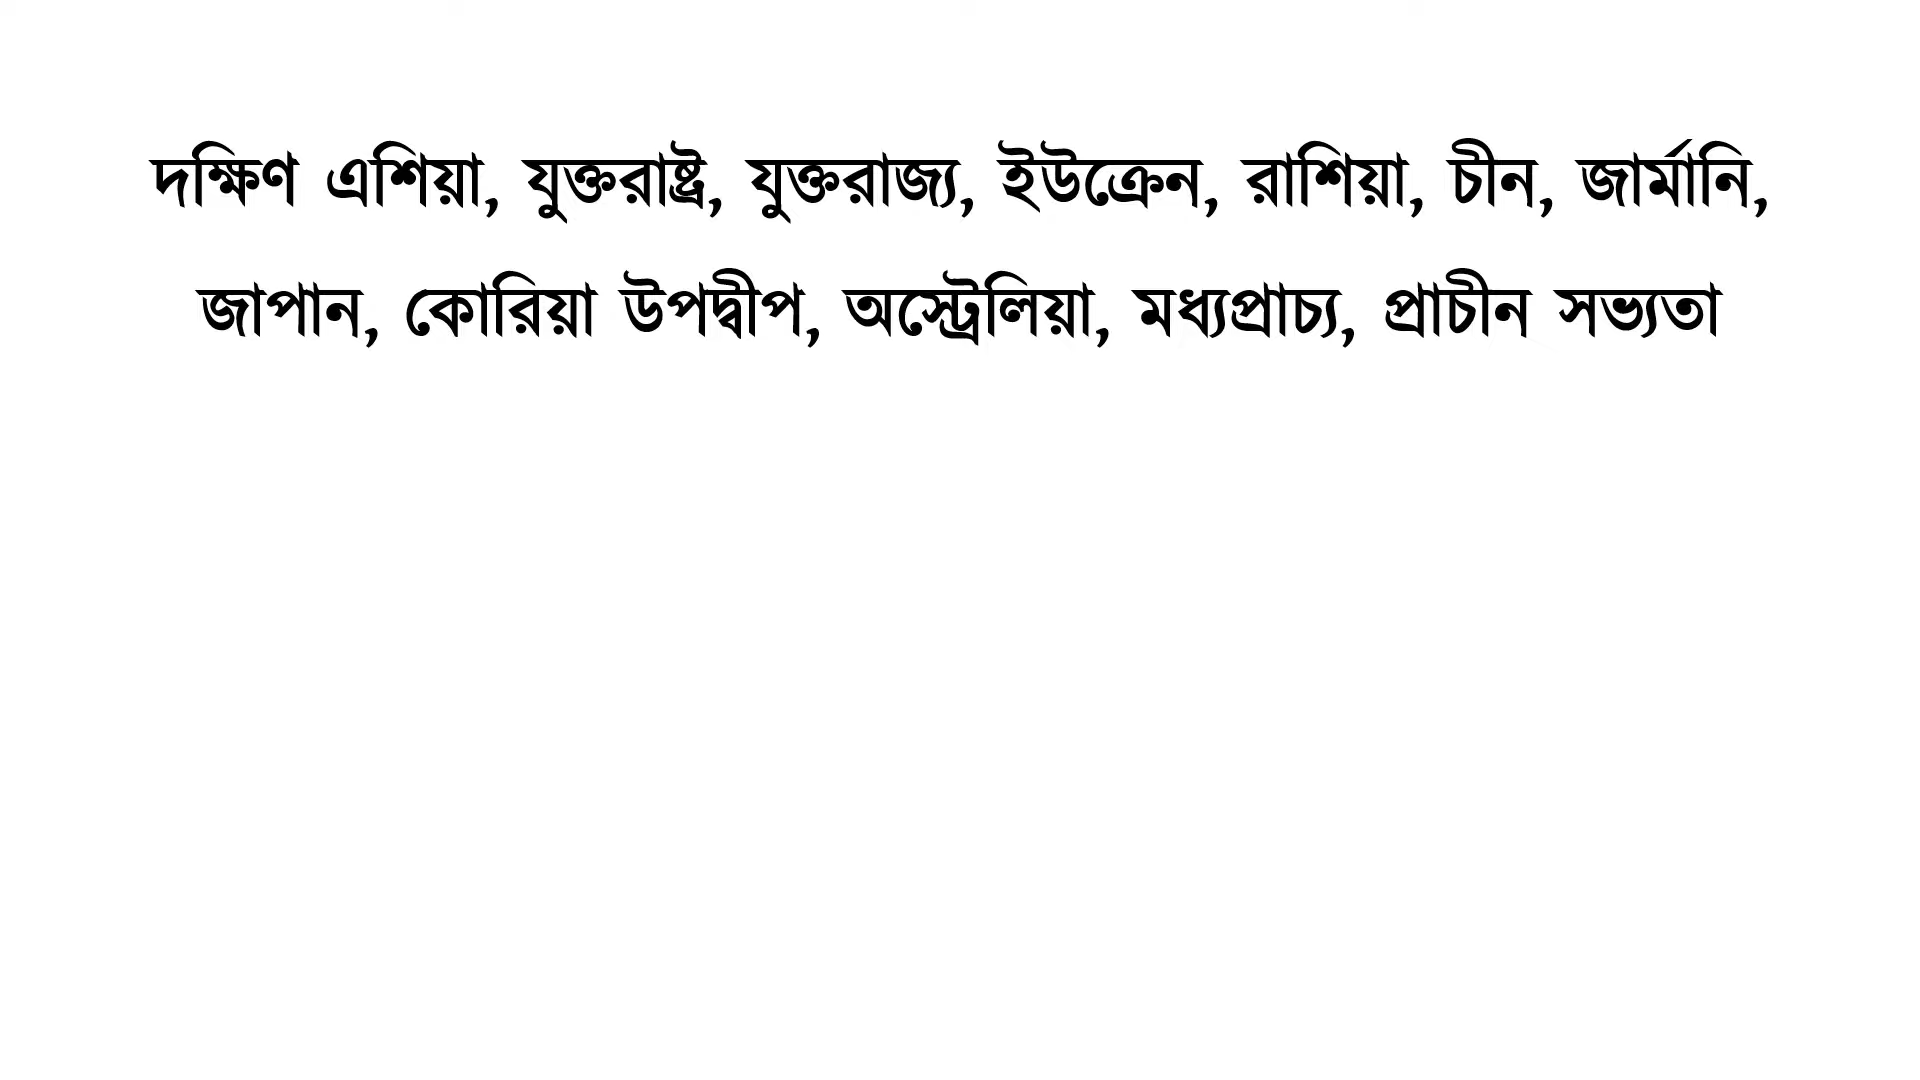 দক্ষিণ এশিয়া, যুক্তরাষ্ট্র, যুক্তরাজ্য, ইউক্রেন, রাশিয়া, চীন, জার্মানি,
জাপান, কোরিয়া উপদ্বীপ, অস্ট্রেলিয়া, মধ্যপ্রাচ্য, প্রাচীন সভ্যতা